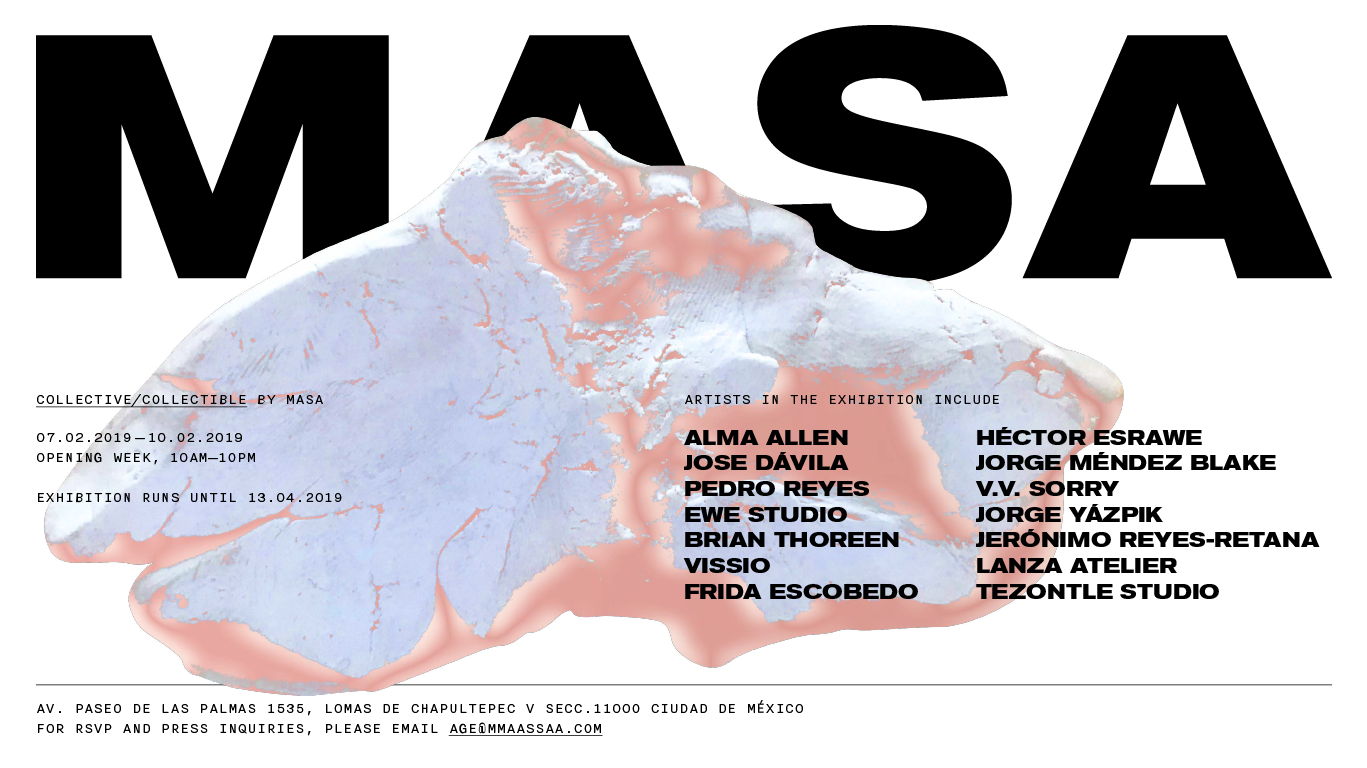 MASA
COLLECTIVE/COLLECTIBLE BY MASA
07.02.2019—10.02.2019
OPENING WEEK, 10AM—10PM
EXHIBITION RUNS UNTIL 13.04.2019
ARTISTS IN THE EXHIBITION INCLUDE
ALMA ALLEN
JOSE DÁVILA
PEDRO REYES
EWE STUDIO
BRIAN THOREEN
VISSIO
FRIDA ESCOBEDO
HÉCTOR ESRAWE
JORGE MÉNDEZ BLAKE
V.V. SORRY
JORGE YÁZPIK
JERÓNIMO REYES-RETANA
LANZA ATELIER
TEZONTLE STUDIO
AV. PASEO DE LAS PALMAS 1535, LOMAS DE CHAPULTEPEC V SECC.11000 CIUDAD DE MÉXICO
FOR RSVP AND PRESS INQUIRIES, PLEASE EMAIL AGE@MMAASSAA.COM